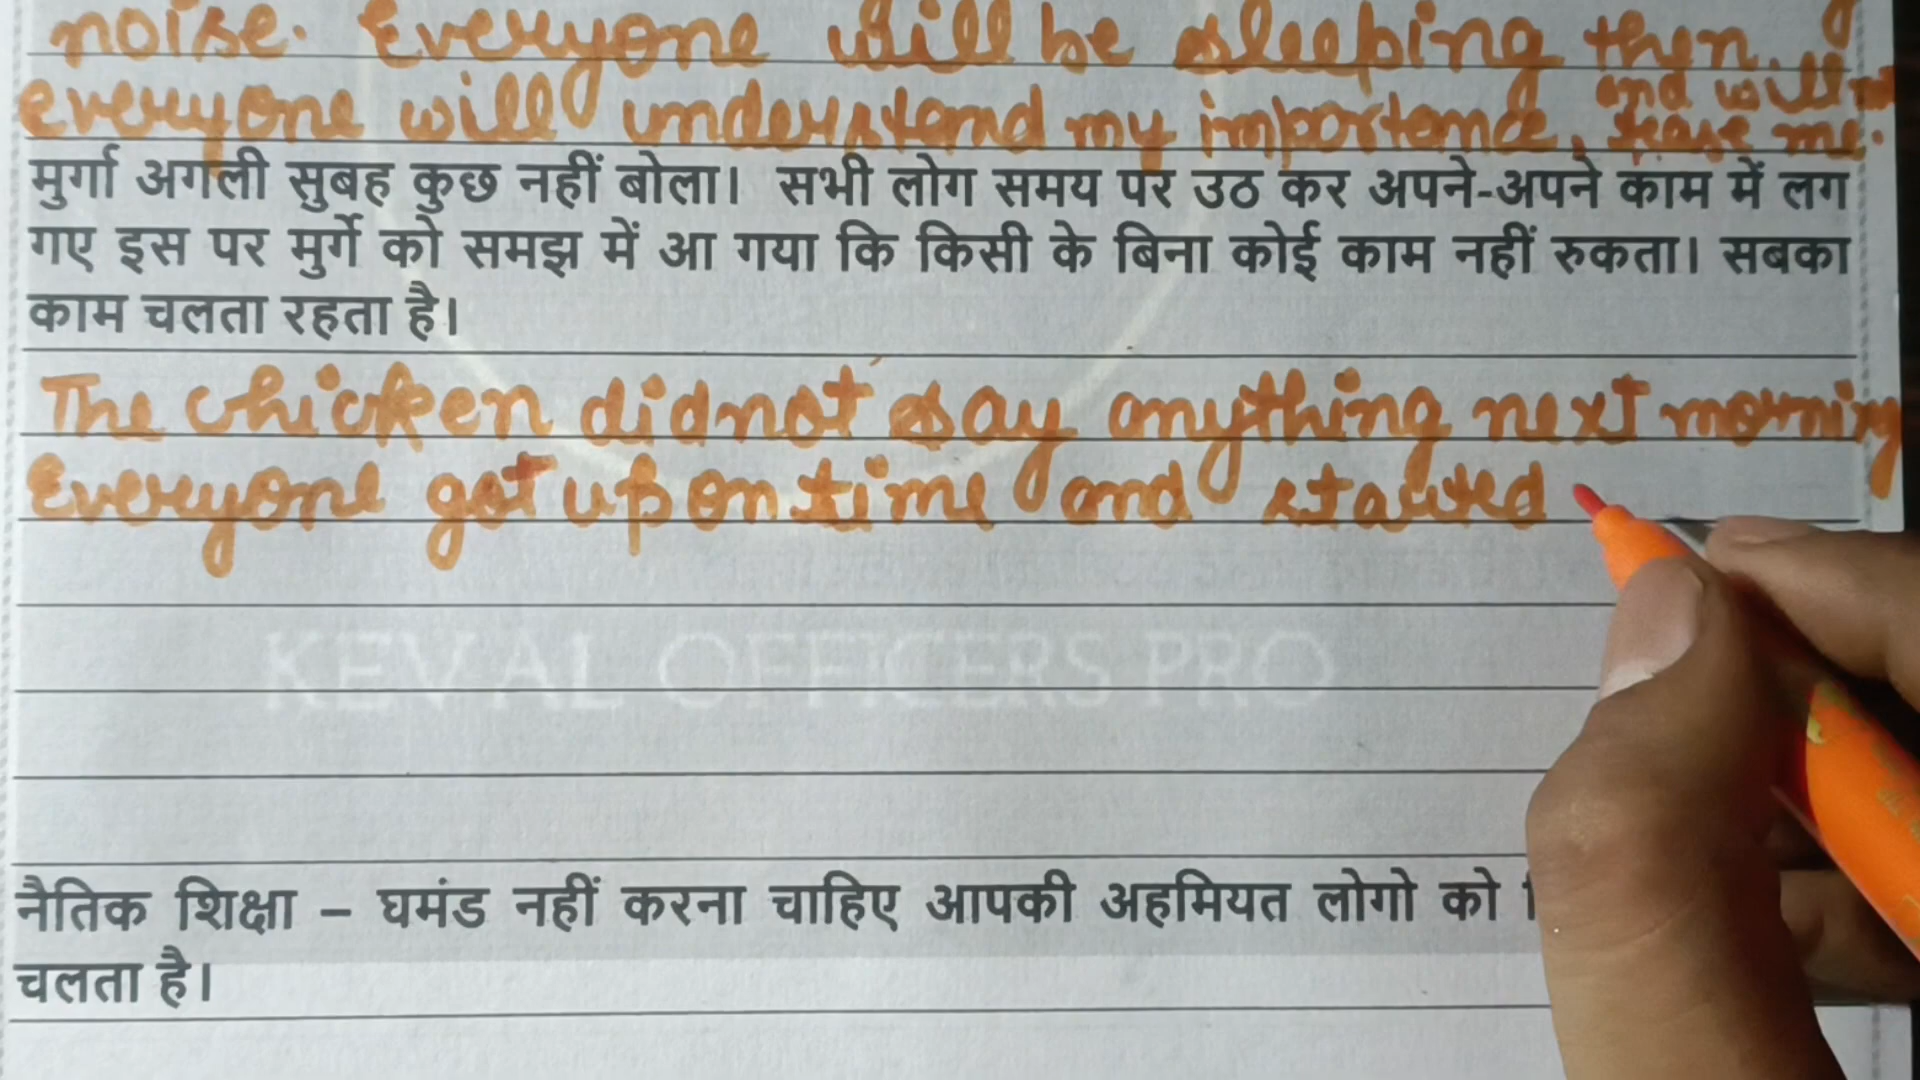 noise. Everyone will be sleeping then.
everyone will understand my importance, and will not
tease me.
मुर्गा अगली सुबह कुछ नहीं बोला। सभी लोग समय पर उठ कर अपने-अपने काम में लग
गए इस पर मुर्गे को समझ में आ गया कि किसी के बिना कोई काम नहीं रुकता। सबका
काम चलता रहता है।
The chicken didnot say anything next morning
Everyone got up on time and started
KEVAL OFFICERS PRO
नैतिक शिक्षा – घमंड नहीं करना चाहिए आपकी अहमियत लोगो को
चलता है।